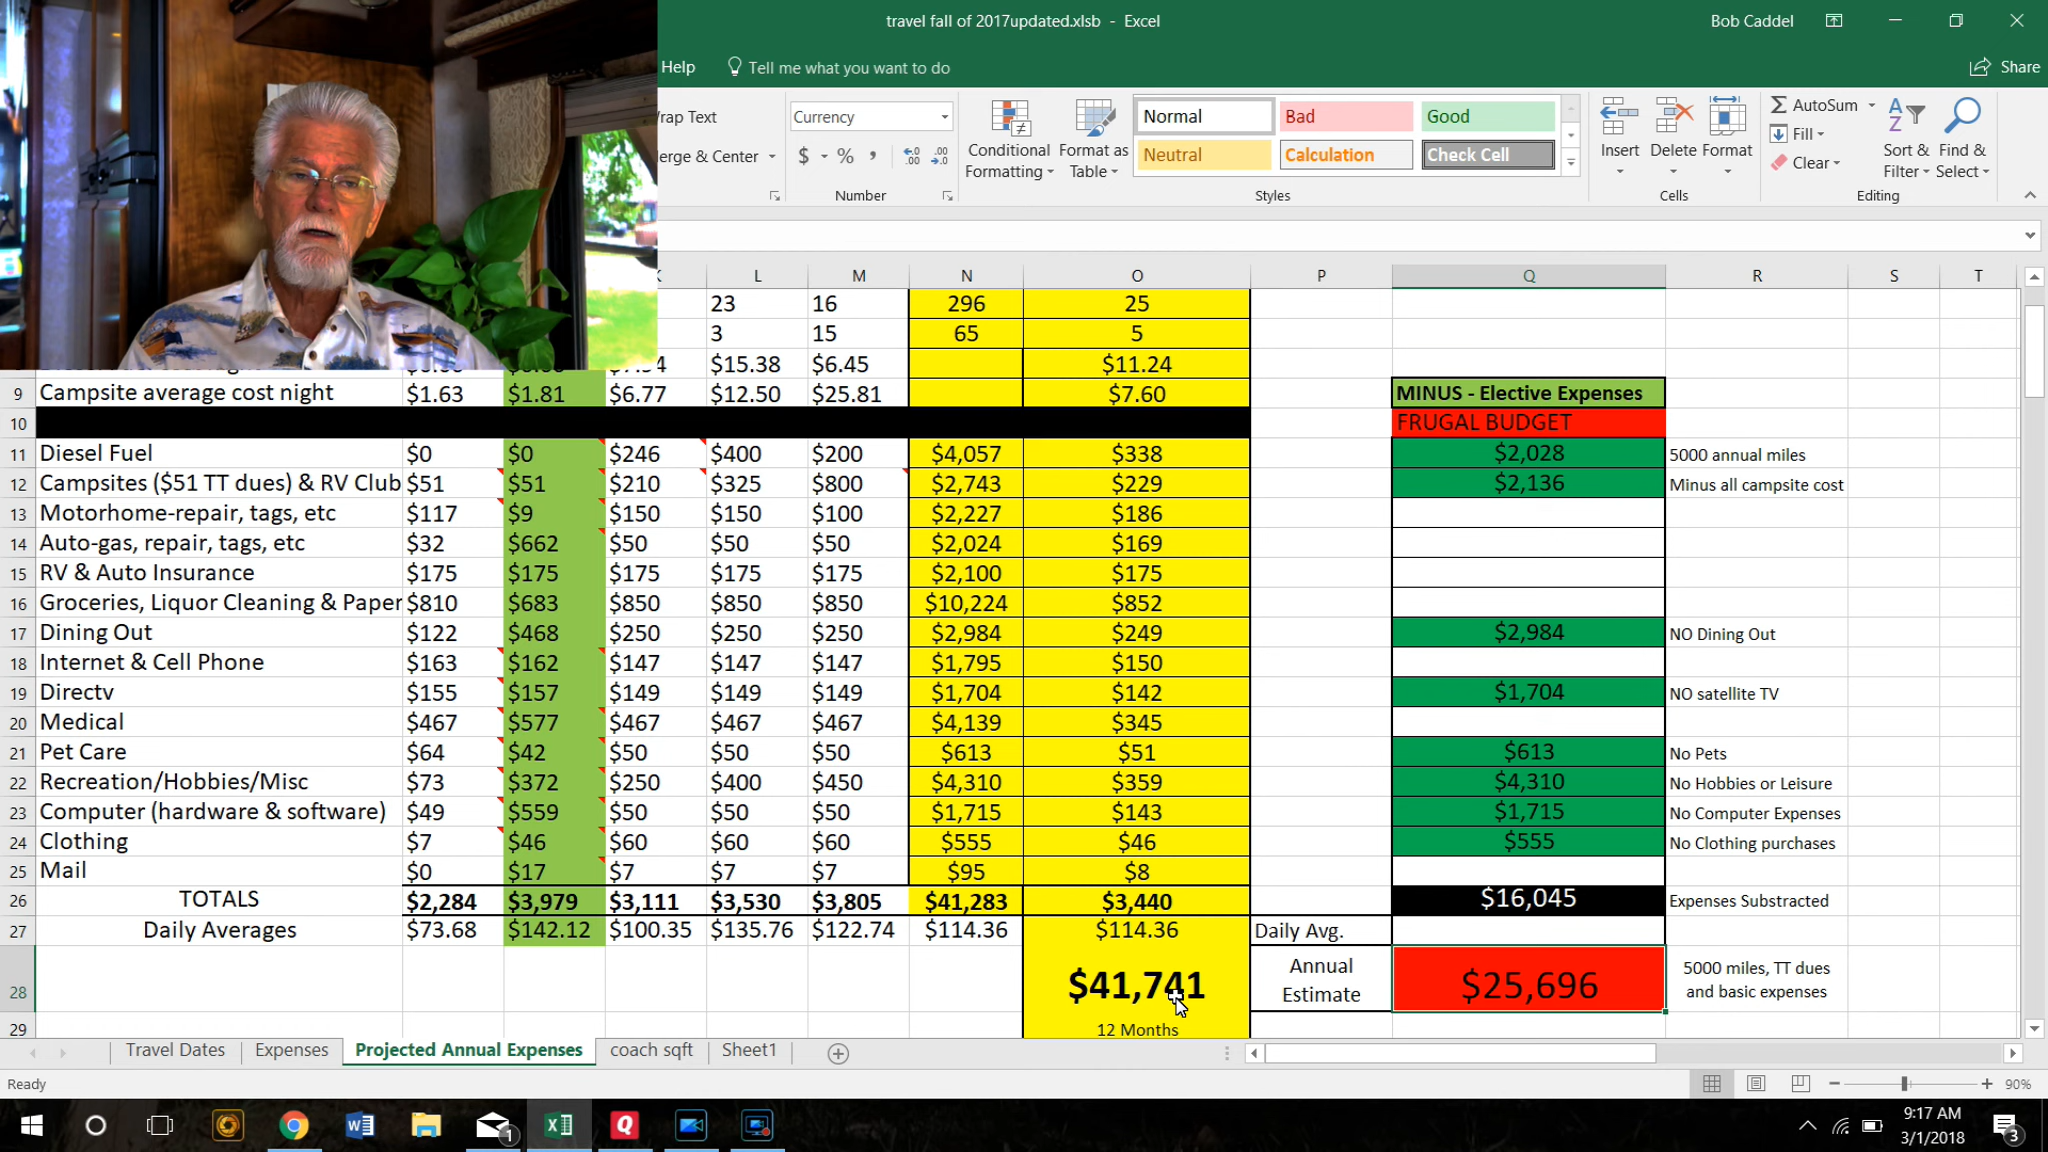 travel fall of 2017updated.xlsb - Excel
Bob Caddel
Help
Tell me what you want to do
Share
rap Text
Currency
Normal
Bad
Good
AutoSum
erge & Center
$ % ,
Conditional Formatting
Format as Table
Neutral
Calculation
Check Cell
Insert
Delete
Format
Fill
Clear
Sort & Filter
Find & Select
Number
Styles
Cells
Editing
L M N O P Q R S T
23 16 296 25
3 15 65 5
$15.38 $6.45 $11.24
9 Campsite average cost night $1.63 $1.81 $6.77 $12.50 $25.81 $7.60 MINUS - Elective Expenses
10 FRUGAL BUDGET
11 Diesel Fuel $0 $0 $246 $400 $200 $4,057 $338 $2,028 5000 annual miles
12 Campsites ($51 TT dues) & RV Club $51 $51 $210 $325 $800 $2,743 $229 $2,136 Minus all campsite cost
13 Motorhome-repair, tags, etc $117 $9 $150 $150 $100 $2,227 $186
14 Auto-gas, repair, tags, etc $32 $662 $50 $50 $50 $2,024 $169
15 RV & Auto Insurance $175 $175 $175 $175 $175 $2,100 $175
16 Groceries, Liquor Cleaning & Paper $810 $683 $850 $850 $850 $10,224 $852
17 Dining Out $122 $468 $250 $250 $250 $2,984 $249 $2,984 NO Dining Out
18 Internet & Cell Phone $163 $162 $147 $147 $147 $1,795 $150
19 Directv $155 $157 $149 $149 $149 $1,704 $142 $1,704 NO satellite TV
20 Medical $467 $577 $467 $467 $467 $4,139 $345
21 Pet Care $64 $42 $50 $50 $50 $613 $51 $613 No Pets
22 Recreation/Hobbies/Misc $73 $372 $250 $400 $450 $4,310 $359 $4,310 No Hobbies or Leisure
23 Computer (hardware & software) $49 $559 $50 $50 $50 $1,715 $143 $1,715 No Computer Expenses
24 Clothing $7 $46 $60 $60 $60 $555 $46 $555 No Clothing purchases
25 Mail $0 $17 $7 $7 $7 $95 $8
26 TOTALS $2,284 $3,979 $3,111 $3,530 $3,805 $41,283 $3,440 $16,045 Expenses Substracted
27 Daily Averages $73.68 $142.12 $100.35 $135.76 $122.74 $114.36 $114.36 Daily Avg.
28 $41,741 Annual Estimate $25,696 5000 miles, TT dues and basic expenses
29 12 Months
Travel Dates Expenses Projected Annual Expenses coach sqft Sheet1
Ready
90%
1
9:17 AM
3/1/2018
3